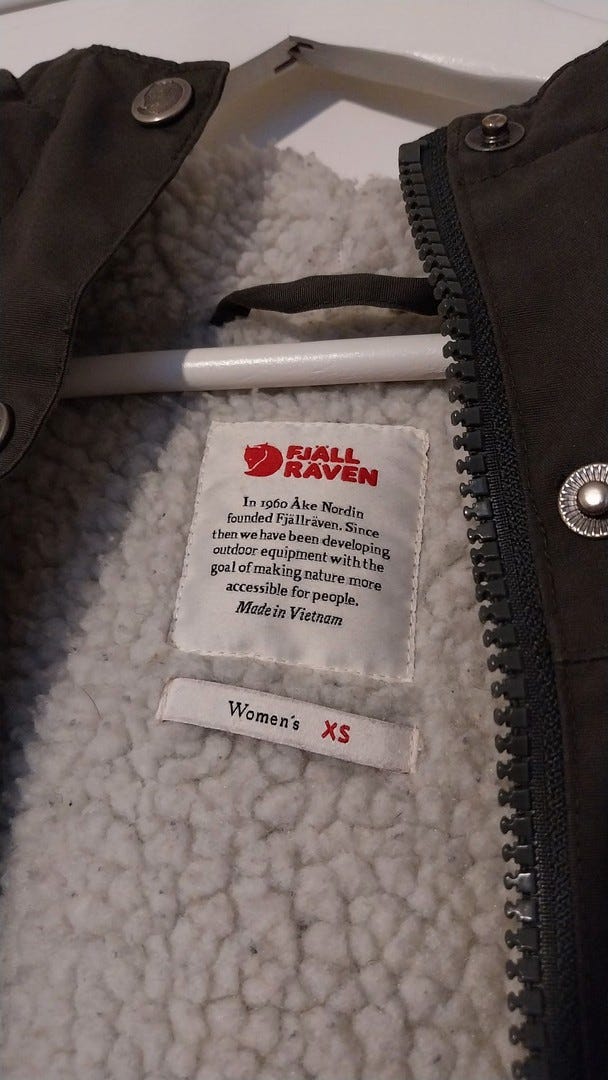 FJÄLL
RÄVEN
In 1960 Åke Nordin
founded Fjällräven. Since
then we have been developing
outdoor equipment with the
goal of making nature more
accessible for people.
Made in Vietnam
Women's XS